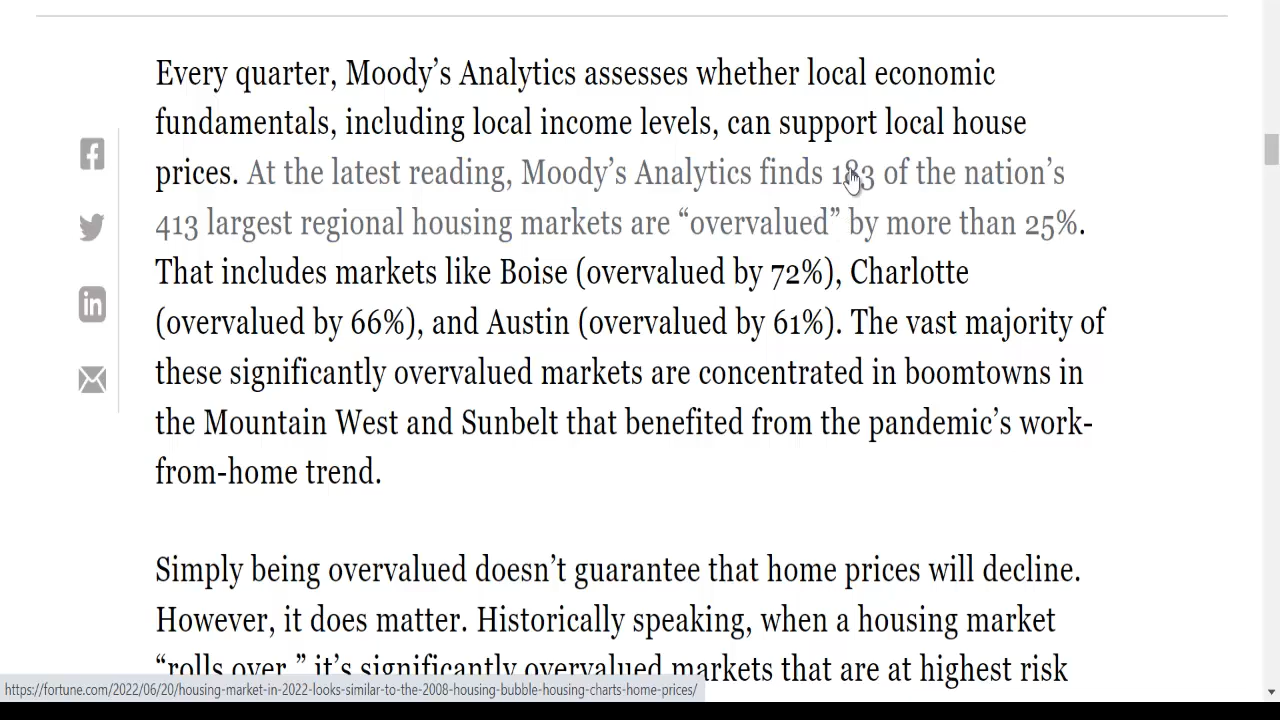 Every quarter, Moody’s Analytics assesses whether local economic
fundamentals, including local income levels, can support local house
prices. At the latest reading, Moody’s Analytics finds 183 of the nation’s
413 largest regional housing markets are “overvalued” by more than 25%.
That includes markets like Boise (overvalued by 72%), Charlotte
(overvalued by 66%), and Austin (overvalued by 61%). The vast majority of
these significantly overvalued markets are concentrated in boomtowns in
the Mountain West and Sunbelt that benefited from the pandemic’s work-
from-home trend.
Simply being overvalued doesn’t guarantee that home prices will decline.
However, it does matter. Historically speaking, when a housing market
“rolls over,” it’s significantly overvalued markets that are at highest risk
https://fortune.com/2022/06/20/housing-market-in-2022-looks-similar-to-the-2008-housing-bubble-housing-charts-home-prices/